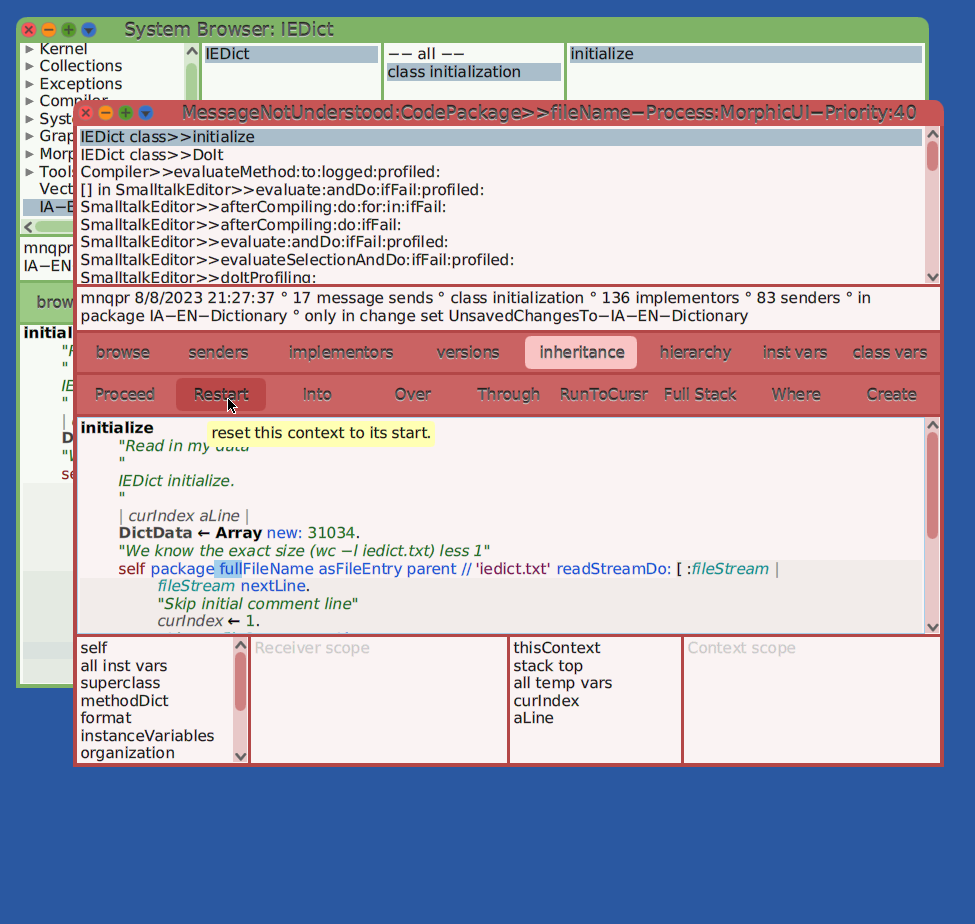 System Browser: IEDict
Kernel
Collections
Exceptions
IEDict
−− all −−
class initialization
initialize
MessageNotUnderstood:CodePackage>>fileName−Process:MorphicUI−Priority:40
IEDict class>>initialize
IEDict class>>DoIt
Compiler>>evaluateMethod:to:logged:profiled:
[] in SmalltalkEditor>>evaluate:andDo:ifFail:profiled:
SmalltalkEditor>>afterCompiling:do:for:in:ifFail:
SmalltalkEditor>>afterCompiling:do:ifFail:
SmalltalkEditor>>evaluate:andDo:ifFail:profiled:
SmalltalkEditor>>evaluateSelectionAndDo:ifFail:profiled:
SmalltalkEditor>>doItProfiling:
mnqpr
IA−EN
mnqpr 8/8/2023 21:27:37 ° 17 message sends ° class initialization ° 136 implementors ° 83 senders ° in
package IA−EN−Dictionary ° only in change set UnsavedChangesTo−IA−EN−Dictionary
brow
browse senders implementors versions inheritance hierarchy inst vars class vars
Proceed Restart Into Over Through RunToCursr Full Stack Where Create
reset this context to its start.
initial
initialize
"Read in my data
"
IEDict initialize.
"
| curIndex aLine |
DictData ← Array new: 31034.
"We know the exact size (wc −l iedict.txt) less 1"
self package fullFileName asFileEntry parent // 'iedict.txt' readStreamDo: [ :fileStream |
fileStream nextLine.
"Skip initial comment line"
curIndex ← 1.
self
all inst vars
superclass
methodDict
format
instanceVariables
organization
Receiver scope
thisContext
stack top
all temp vars
curIndex
aLine
Context scope